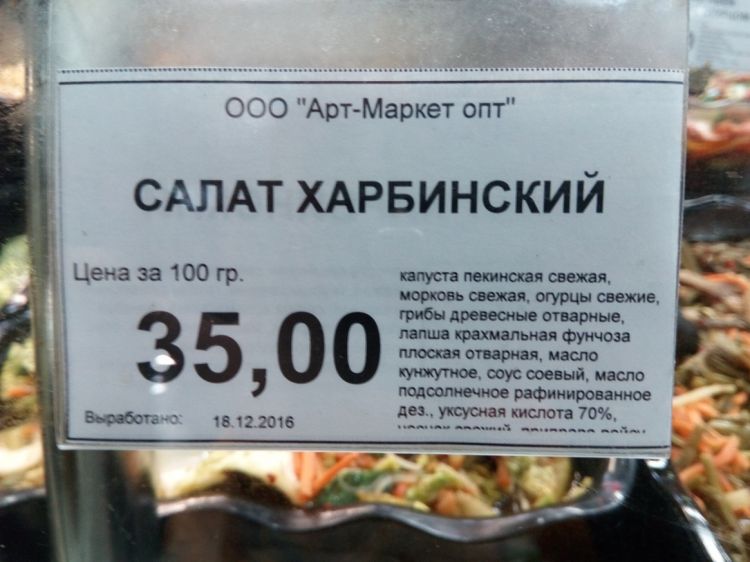 ООО "Арт-Маркет опт"
САЛАТ ХАРБИНСКИЙ
Цена за 100 гр.
35,00
капуста пекинская свежая,
морковь свежая, огурцы свежие,
грибы древесные отварные,
лапша крахмальная фунчоза
плоская отварная, масло
кунжутное, соус соевый, масло
подсолнечное рафинированное
дез., уксусная кислота 70%,
Выработано: 18.12.2016